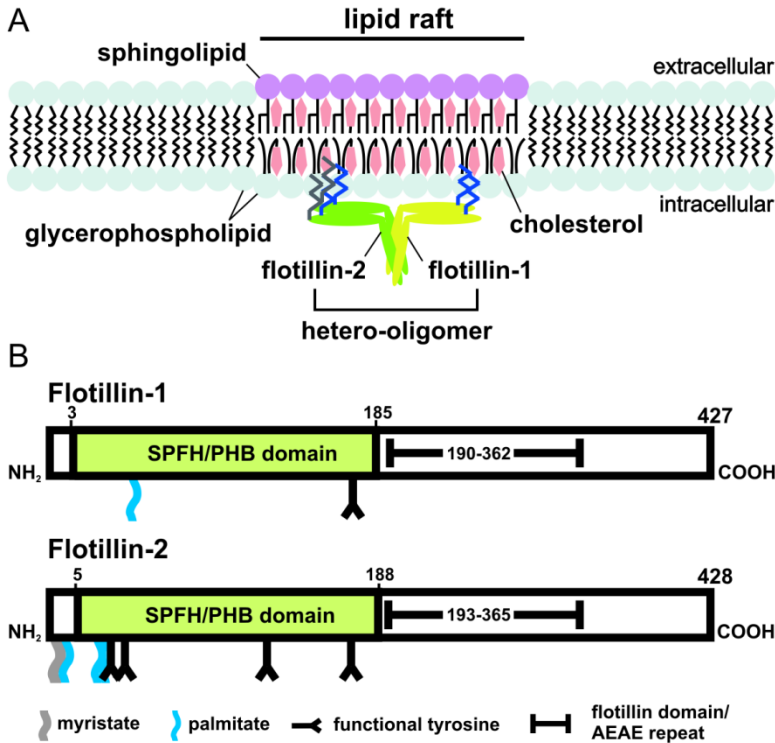 A
lipid raft
sphingolipid
extracellular
intracellular
glycerophospholipid
cholesterol
flotillin-2
flotillin-1
hetero-oligomer
B
Flotillin-1
3
185
427
NH2
SPFH/PHB domain
190-362
COOH
Flotillin-2
5
188
428
NH2
SPFH/PHB domain
193-365
COOH
myristate
palmitate
functional tyrosine
flotillin domain/
AEAE repeat